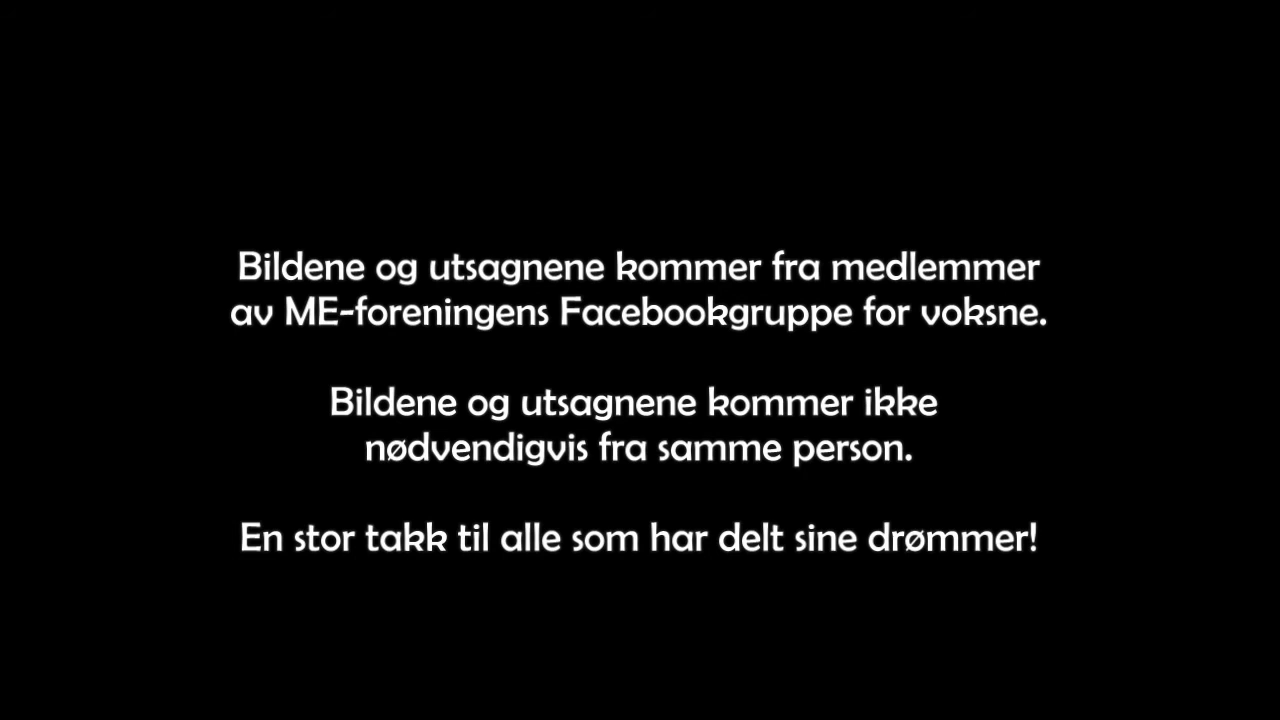 Bildene og utsagnene kommer fra medlemmer
av ME-foreningens Facebookgruppe for voksne.
Bildene og utsagnene kommer ikke
nødvendigvis fra samme person.
En stor takk til alle som har delt sine drømmer!